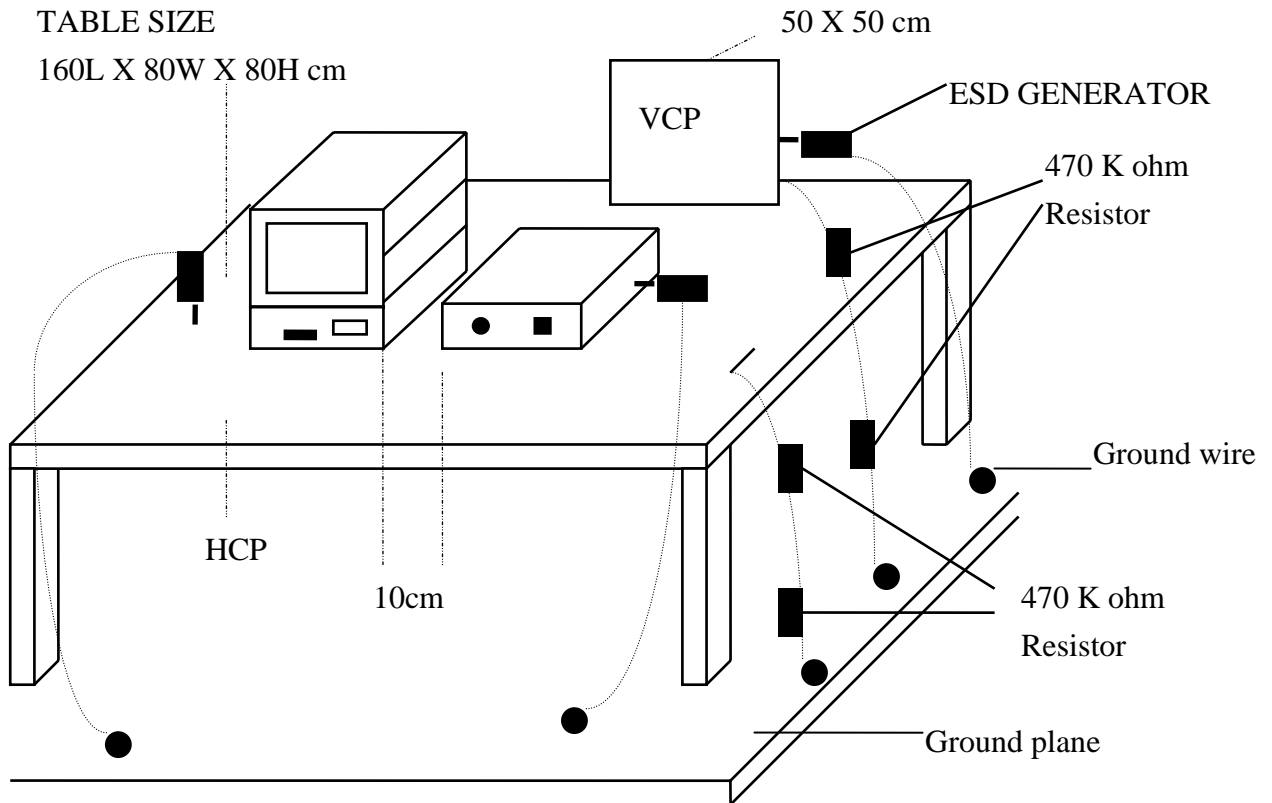 TABLE SIZE
160L X 80W X 80H cm
50 X 50 cm
VCP
ESD GENERATOR
470 K ohm
Resistor
Ground wire
HCP
10cm
470 K ohm
Resistor
Ground plane